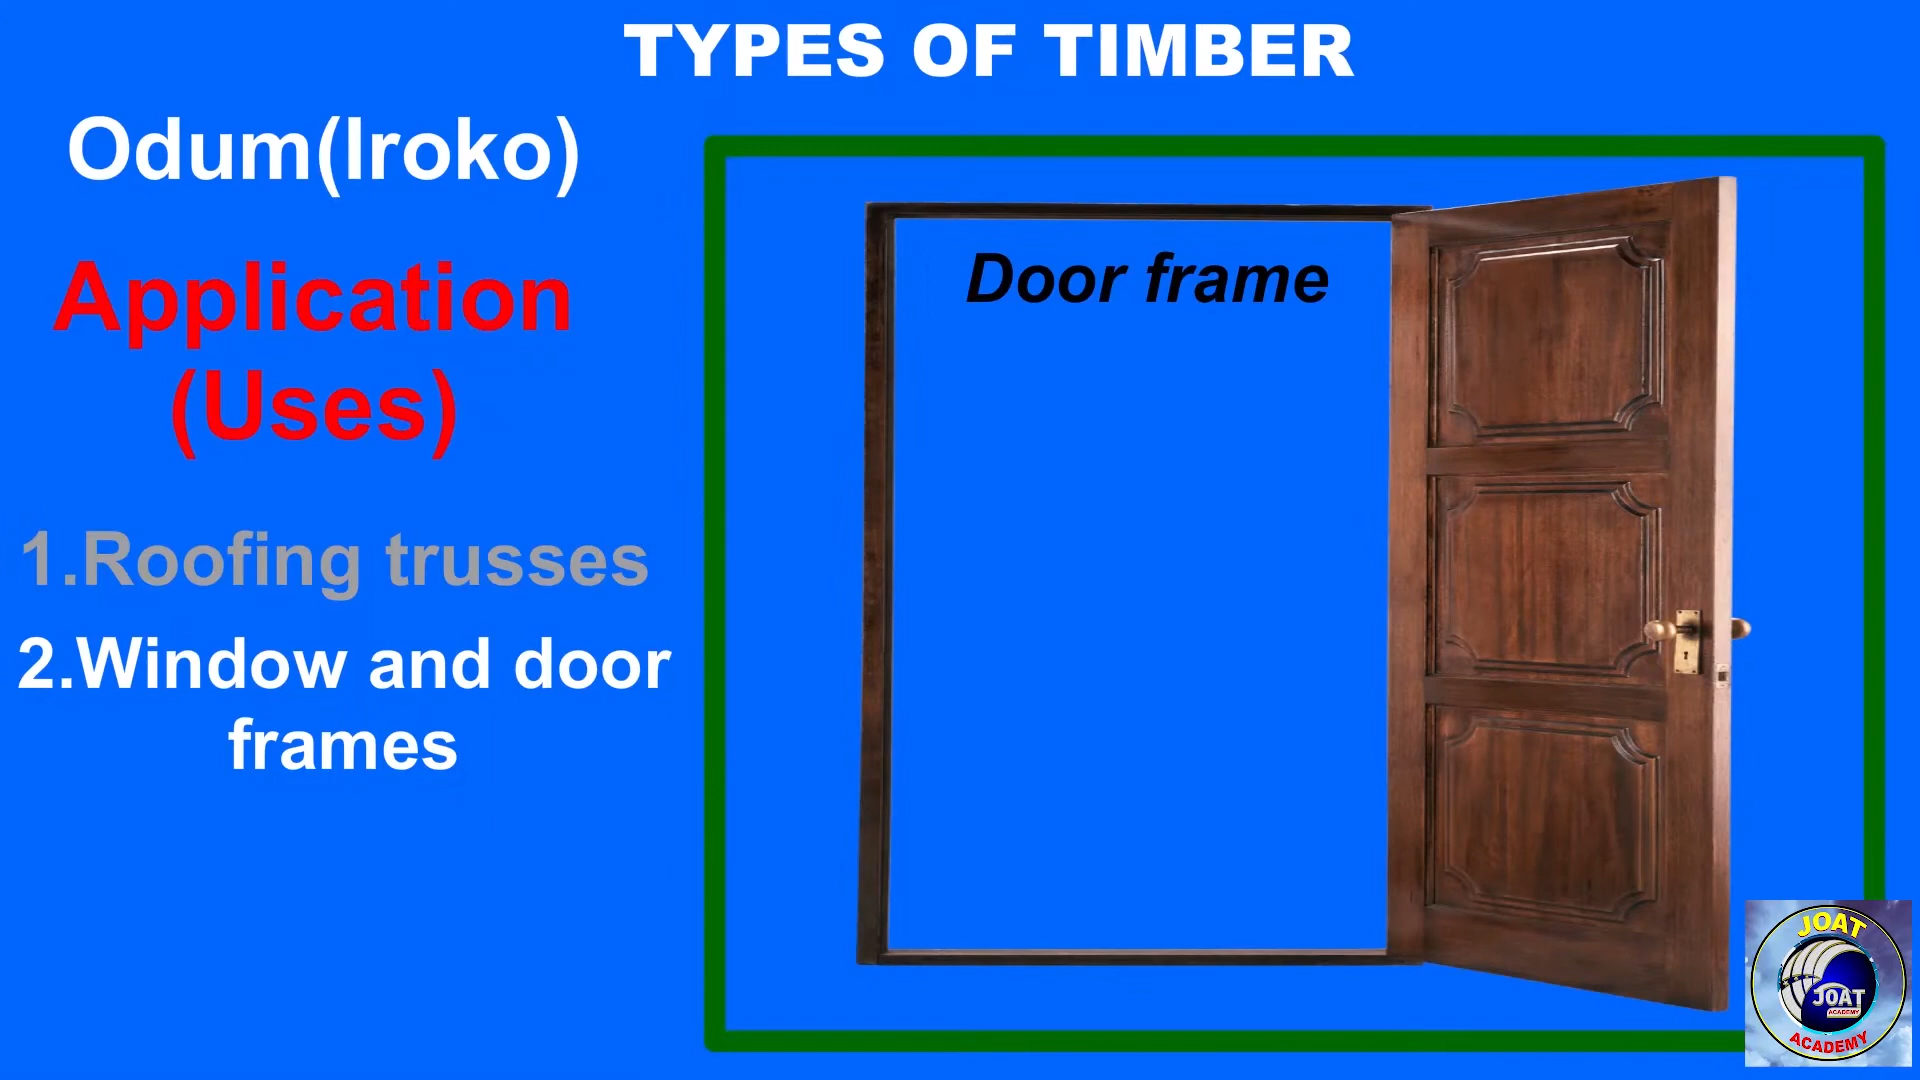 TYPES OF TIMBER
Odum(Iroko)
Application
(Uses)
1.Roofing trusses
2.Window and door
frames
Door frame
JOAT
JOAT
ACADEMY
ACADEMY